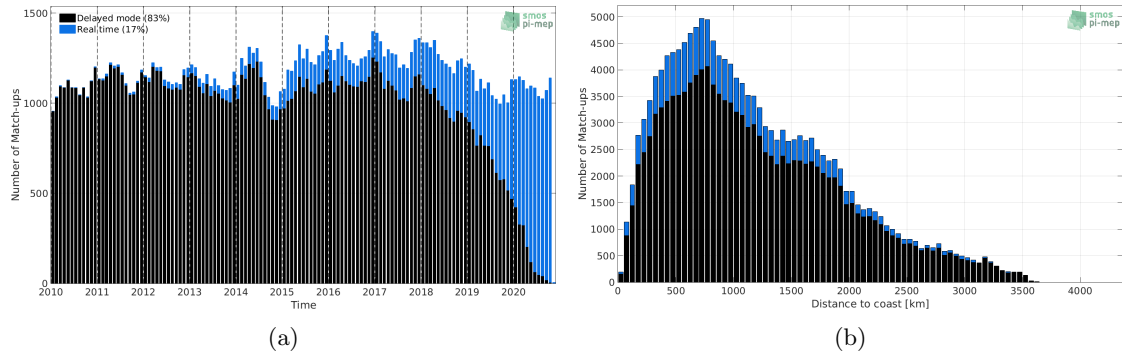 Delayed mode (83%)
Real time (17%)
smos
pi-mep
1500
1000
500
0
Number of Match-ups
2010 2011 2012 2013 2014 2015 2016 2017 2018 2019 2020
Time
(a)
smos
pi-mep
5000
4500
4000
3500
3000
2500
2000
1500
1000
500
0
Number of Match-ups
0 500 1000 1500 2000 2500 3000 3500 4000
Distance to coast [km]
(b)